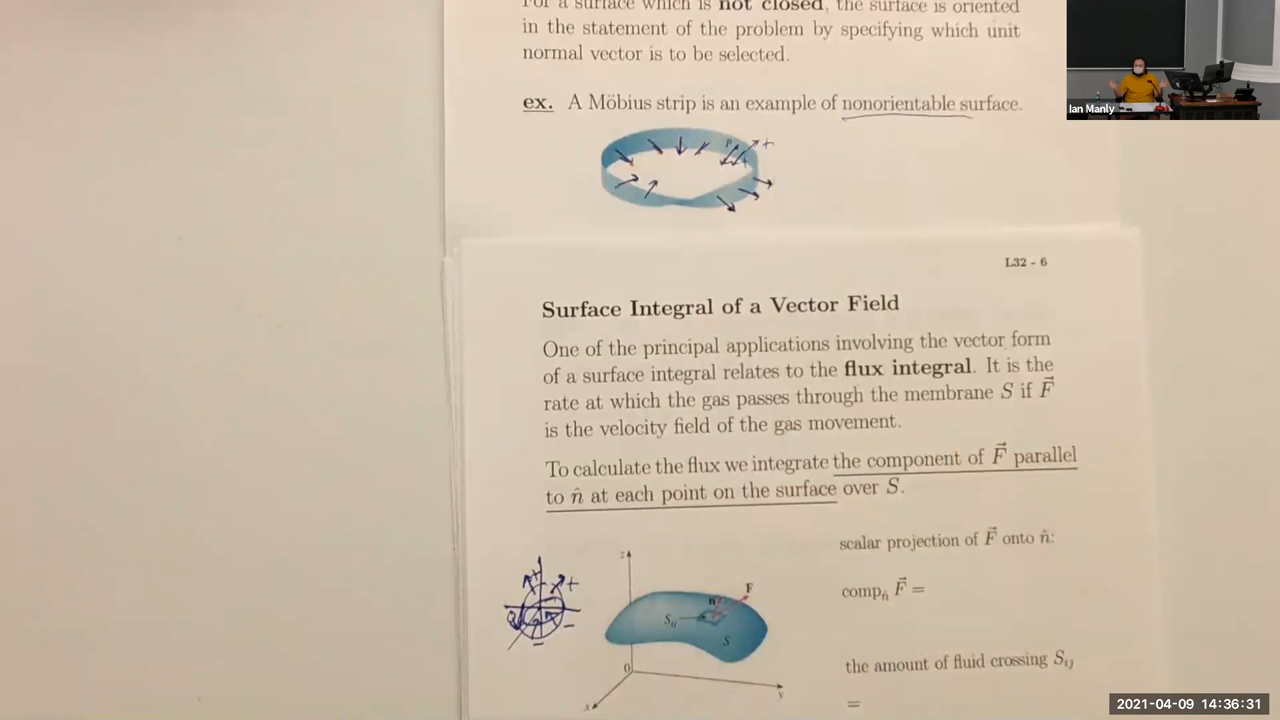 For a surface which is not closed, the surface is oriented
in the statement of the problem by specifying which unit
normal vector is to be selected.
ex. A Möbius strip is an example of nonorientable surface.
P
+
Ian Manly
L32 - 6
Surface Integral of a Vector Field
One of the principal applications involving the vector form
of a surface integral relates to the flux integral. It is the
rate at which the gas passes through the membrane S if F⃗
is the velocity field of the gas movement.
To calculate the flux we integrate the component of F⃗ parallel
to n̂ at each point on the surface over S.
scalar projection of F⃗ onto n̂:
comp_n̂ F⃗ =
z
F
n
S_ij
S
0
y
x
+
+
−
−
the amount of fluid crossing S_ij
=
2021-04-09 14:36:31